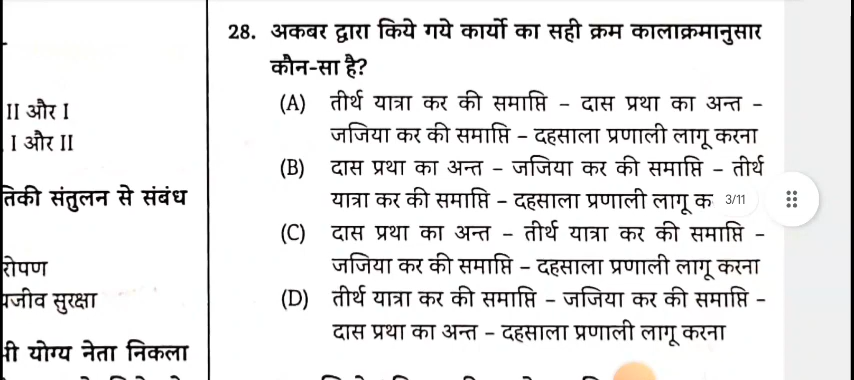 II और I
I और II
संतुलन से संबंध
सुरक्षा
योग्य नेता निकला
28. अकबर द्वारा किये गये कार्यो का सही क्रम कालाक्रमानुसार
कौन-सा है?
(A) तीर्थ यात्रा कर की समाप्ति – दास प्रथा का अन्त –
जजिया कर की समाप्ति – दहसाला प्रणाली लागू करना
(B) दास प्रथा का अन्त – जजिया कर की समाप्ति – तीर्थ
यात्रा कर की समाप्ति – दहसाला प्रणाली लागू
3/11
(C) दास प्रथा का अन्त – तीर्थ यात्रा कर की समाप्ति –
जजिया कर की समाप्ति – दहसाला प्रणाली लागू करना
(D) तीर्थ यात्रा कर की समाप्ति – जजिया कर की समाप्ति –
दास प्रथा का अन्त – दहसाला प्रणाली लागू करना